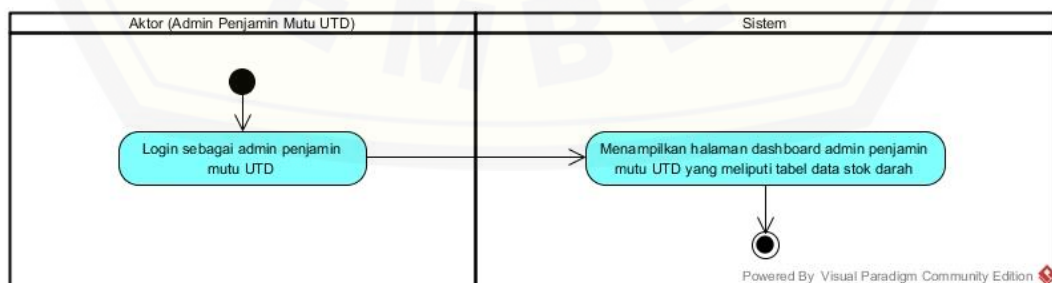 Aktor (Admin Penjamin Mutu UTD)
Sistem
Login sebagai admin penjamin
mutu UTD
Menampilkan halaman dashboard admin penjamin
mutu UTD yang meliputi tabel data stok darah
Powered By Visual Paradigm Community Edition